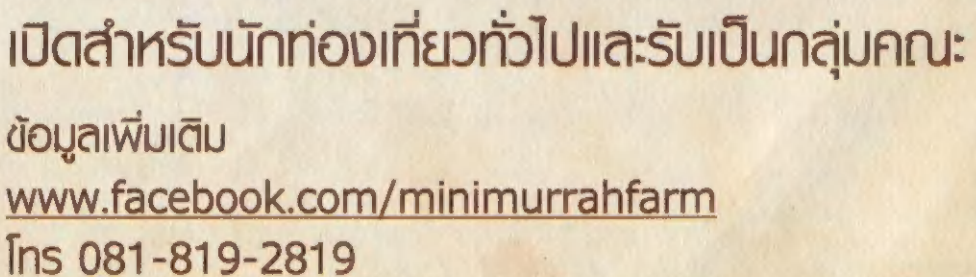 เปิดสำหรับนักท่องเที่ยวทั่วไปและรับเป็นกลุ่มคณะ
ข้อมูลเพิ่มเติม
www.facebook.com/minimurrahfarm
โทร 081-819-2819